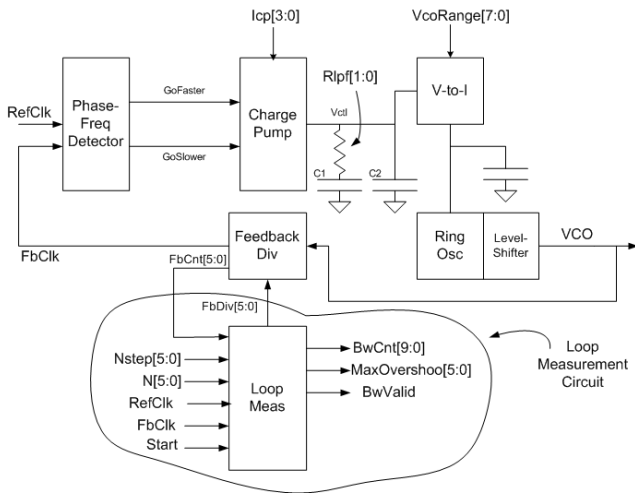 Icp[3:0]
VcoRange[7:0]
RefClk
Phase-
Freq
Detector
GoFaster
GoSlower
Charge
Pump
Rlpf[1:0]
Vctl
C1
C2
V-to-I
Ring
Osc
Level-
Shifter
VCO
FbClk
Feedback
Div
FbCnt[5:0]
FbDiv[5:0]
Nstep[5:0]
N[5:0]
RefClk
FbClk
Start
Loop
Meas
BwCnt[9:0]
MaxOvershoo[5:0]
BwValid
Loop
Measurement
Circuit